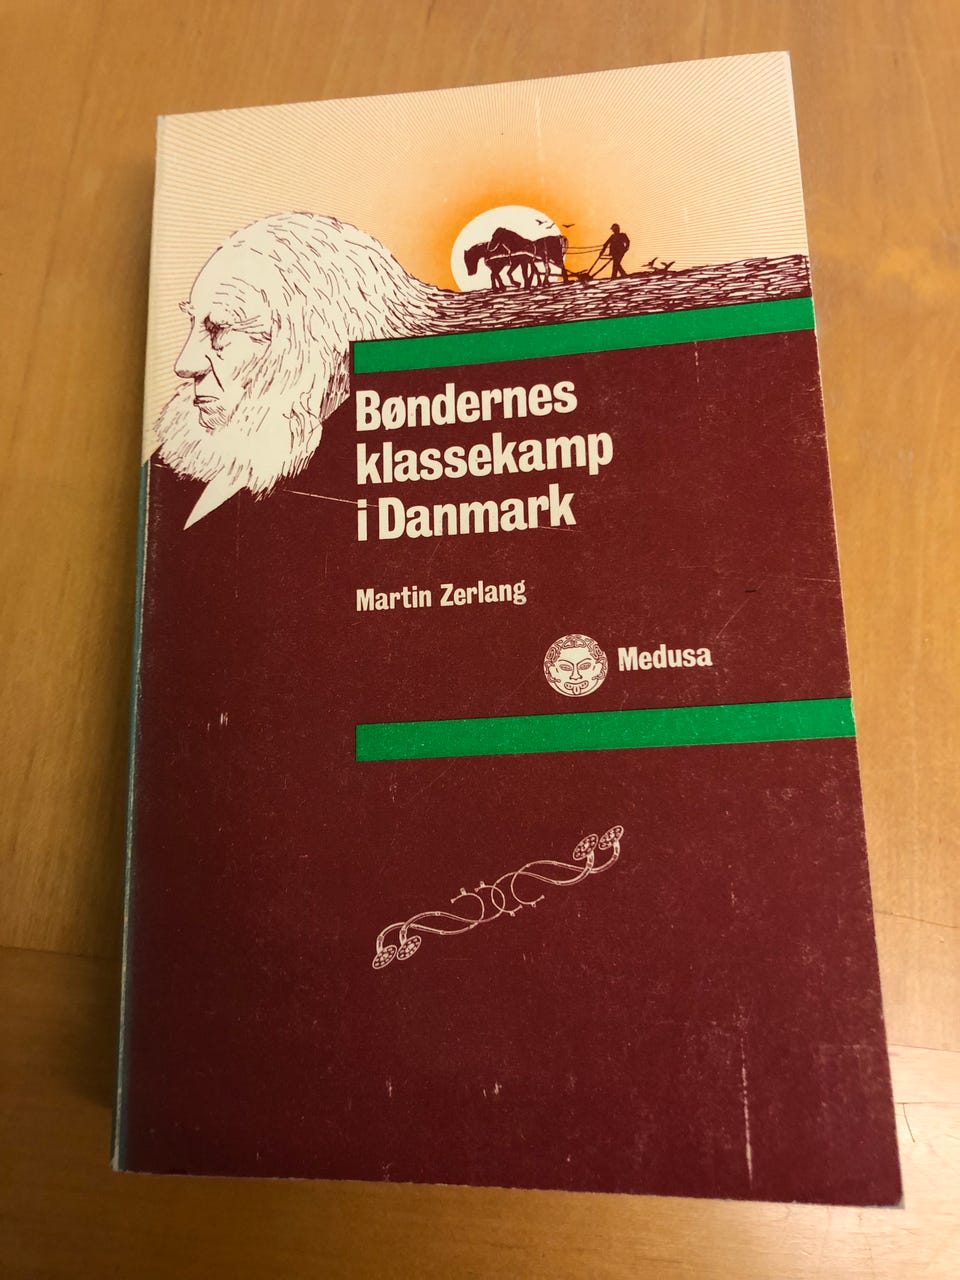 Bøndernes
klassekamp
i Danmark
Martin Zerlang
Medusa